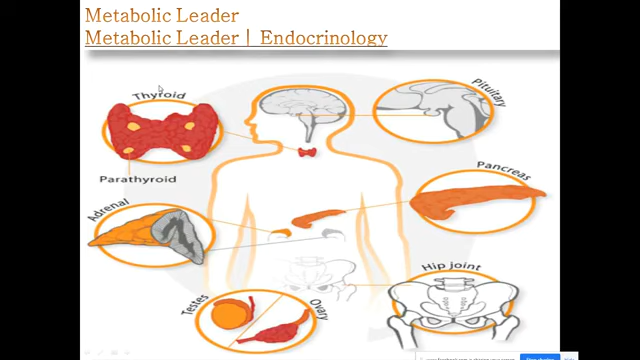 Metabolic Leader
Metabolic Leader | Endocrinology
Thyroid
Pituitary
Parathyroid
Pancreas
Adrenal
Hip joint
Testes
Ovary